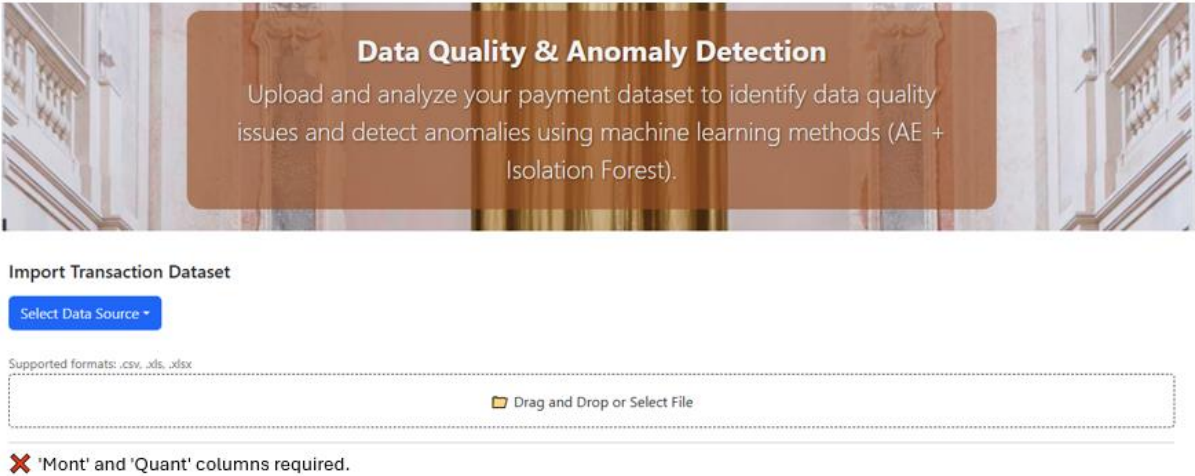 Data Quality & Anomaly Detection
Upload and analyze your payment dataset to identify data quality
issues and detect anomalies using machine learning methods (AE +
Isolation Forest).
Import Transaction Dataset
Select Data Source
Supported formats: .csv, .xls, .xlsx
Drag and Drop or Select File
'Mont' and 'Quant' columns required.